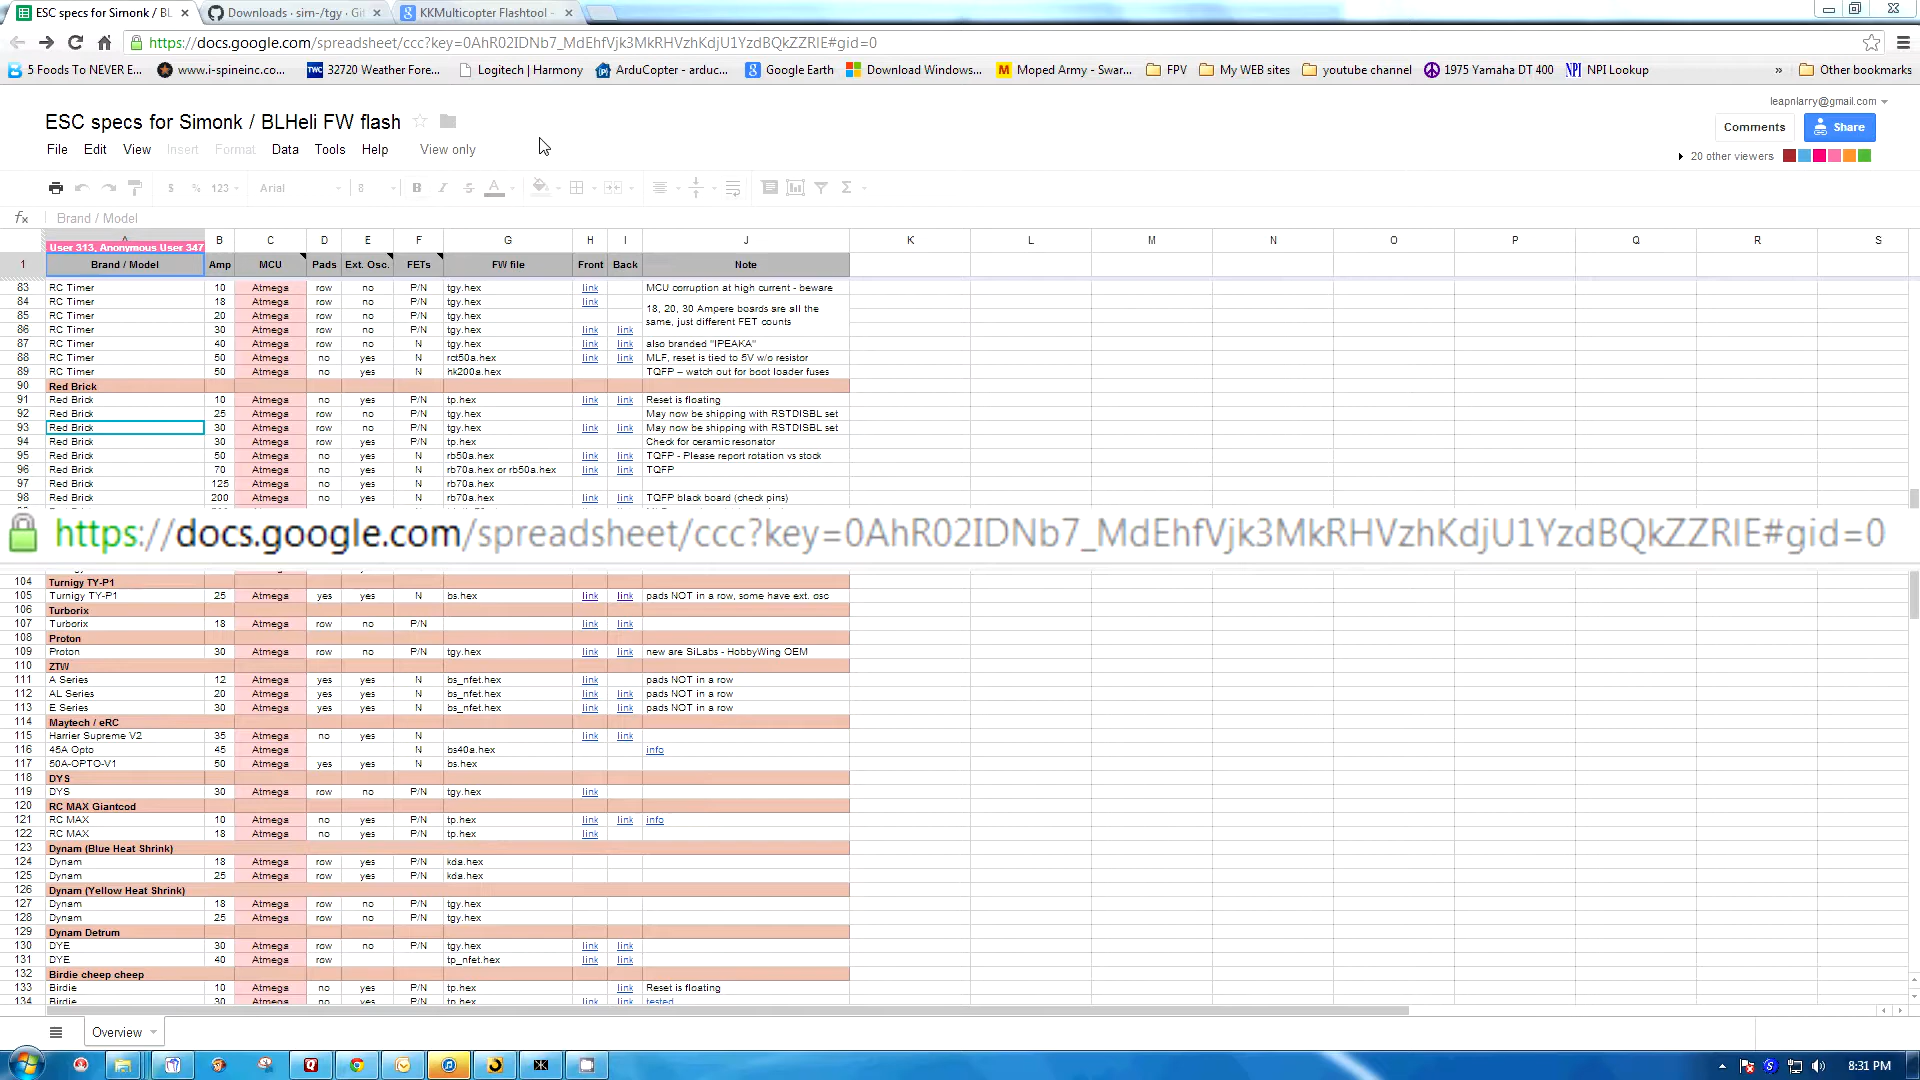 ESC specs for Simonk / BL
Downloads · sim-/tgy · Git
KKMulticopter Flashtool -
https://docs.google.com/spreadsheet/ccc?key=0AhR02IDNb7_MdEhfVjk3MkRHVzhKdjU1YzdBQkZZRlE#gid=0
5 Foods To NEVER E... www.i-spineinc.co... 32720 Weather Fore... Logitech | Harmony ArduCopter - arduc... Google Earth Download Windows... Moped Army - Swar... FPV My WEB sites youtube channel 1975 Yamaha DT 400 NPI Lookup » Other bookmarks
leapnlarry@gmail.com
ESC specs for Simonk / BLHeli FW flash
Comments Share
File Edit View Insert Format Data Tools Help View only
20 other viewers
$ % 123 Arial 8 B I S A Σ
fx Brand / Model
A B C D E F G H I J K L M N O P Q R S
User 313, Anonymous User 347
1 Brand / Model Amp MCU Pads Ext. Osc. FETs FW file Front Back Note
83 RC Timer 10 Atmega row no P/N tgy.hex link MCU corruption at high current - beware
84 RC Timer 18 Atmega row no P/N tgy.hex link
18, 20, 30 Ampere boards are all the
85 RC Timer 20 Atmega row no P/N tgy.hex
same, just different FET counts
86 RC Timer 30 Atmega row no P/N tgy.hex link link
87 RC Timer 40 Atmega row no N tgy.hex link link also branded "IPEAKA"
88 RC Timer 50 Atmega no yes N rct50a.hex link link MLF, reset is tied to 5V w/o resistor
89 RC Timer 50 Atmega no yes N hk200a.hex TQFP – watch out for boot loader fuses
90 Red Brick
91 Red Brick 10 Atmega no yes P/N tp.hex link link Reset is floating
92 Red Brick 25 Atmega row no P/N tgy.hex May now be shipping with RSTDISBL set
93 Red Brick 30 Atmega row no P/N tgy.hex link link May now be shipping with RSTDISBL set
94 Red Brick 30 Atmega row yes P/N tp.hex Check for ceramic resonator
95 Red Brick 50 Atmega no yes N rb50a.hex link link TQFP - Please report rotation vs stock
96 Red Brick 70 Atmega no yes N rb70a.hex or rb50a.hex link link TQFP
97 Red Brick 125 Atmega no yes N rb70a.hex
98 Red Brick 200 Atmega no yes N rb70a.hex link link TQFP black board (check pins)
https://docs.google.com/spreadsheet/ccc?key=0AhR02IDNb7_MdEhfVjk3MkRHVzhKdjU1YzdBQkZZRlE#gid=0
104 Turnigy TY-P1
105 Turnigy TY-P1 25 Atmega yes yes N bs.hex link link pads NOT in a row, some have ext. osc
106 Turborix
107 Turborix 18 Atmega row no P/N link link
108 Proton
109 Proton 30 Atmega row no P/N tgy.hex link link new are SiLabs - HobbyWing OEM
110 ZTW
111 A Series 12 Atmega yes yes N bs_nfet.hex link pads NOT in a row
112 AL Series 20 Atmega yes yes N bs_nfet.hex link link pads NOT in a row
113 E Series 30 Atmega yes yes N bs_nfet.hex link link pads NOT in a row
114 Maytech / eRC
115 Harrier Supreme V2 35 Atmega no yes N link link
116 45A Opto 45 Atmega N bs40a.hex info
117 50A-OPTO-V1 50 Atmega yes yes N bs.hex
118 DYS
119 DYS 30 Atmega row no P/N tgy.hex link
120 RC MAX Giantcod
121 RC MAX 10 Atmega no yes P/N tp.hex link link info
122 RC MAX 18 Atmega no yes P/N tp.hex link
123 Dynam (Blue Heat Shrink)
124 Dynam 18 Atmega row yes P/N kda.hex
125 Dynam 25 Atmega row yes P/N kda.hex
126 Dynam (Yellow Heat Shrink)
127 Dynam 18 Atmega row no P/N tgy.hex
128 Dynam 25 Atmega row no P/N tgy.hex
129 Dynam Detrum
130 DYE 30 Atmega row no P/N tgy.hex link link
131 DYE 40 Atmega row tp_nfet.hex link link
132 Birdie cheep cheep
133 Birdie 10 Atmega no yes P/N tp.hex link Reset is floating
134 Birdie 30 Atmega no yes P/N tp.hex link link tested
Overview
8:31 PM